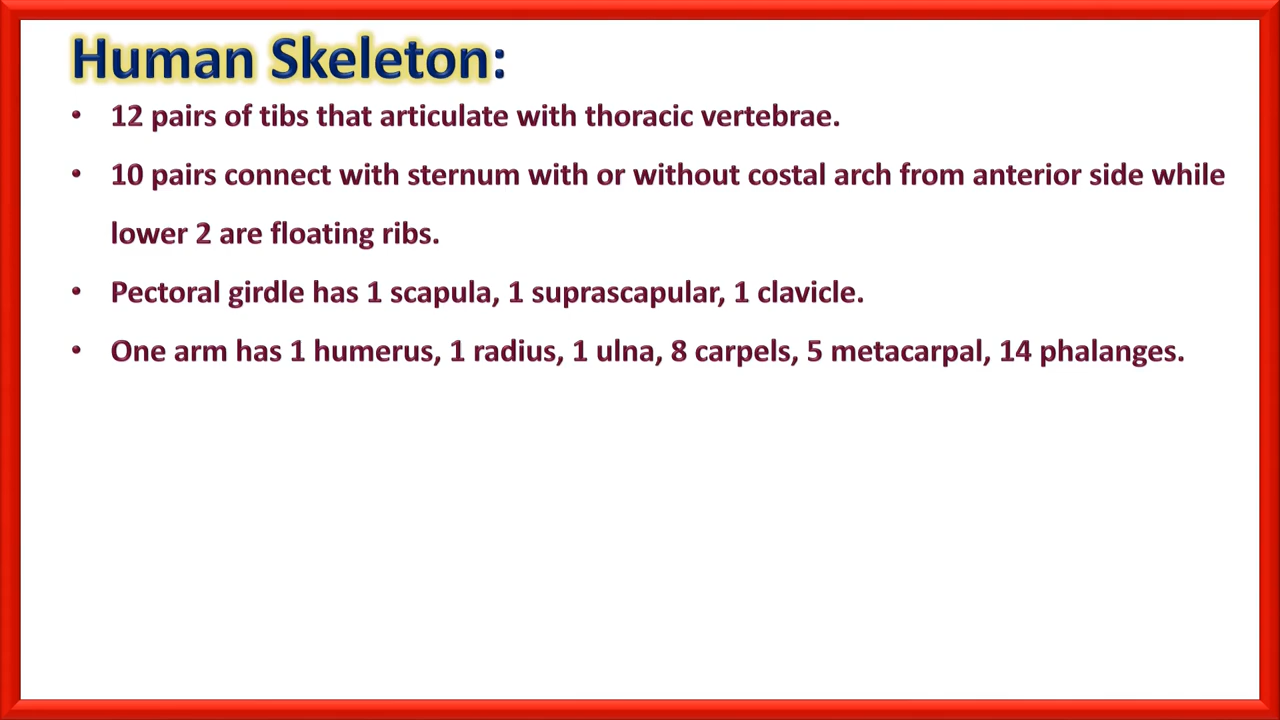 Human Skeleton:
• 12 pairs of tibs that articulate with thoracic vertebrae.
• 10 pairs connect with sternum with or without costal arch from anterior side while
lower 2 are floating ribs.
• Pectoral girdle has 1 scapula, 1 suprascapular, 1 clavicle.
• One arm has 1 humerus, 1 radius, 1 ulna, 8 carpels, 5 metacarpal, 14 phalanges.